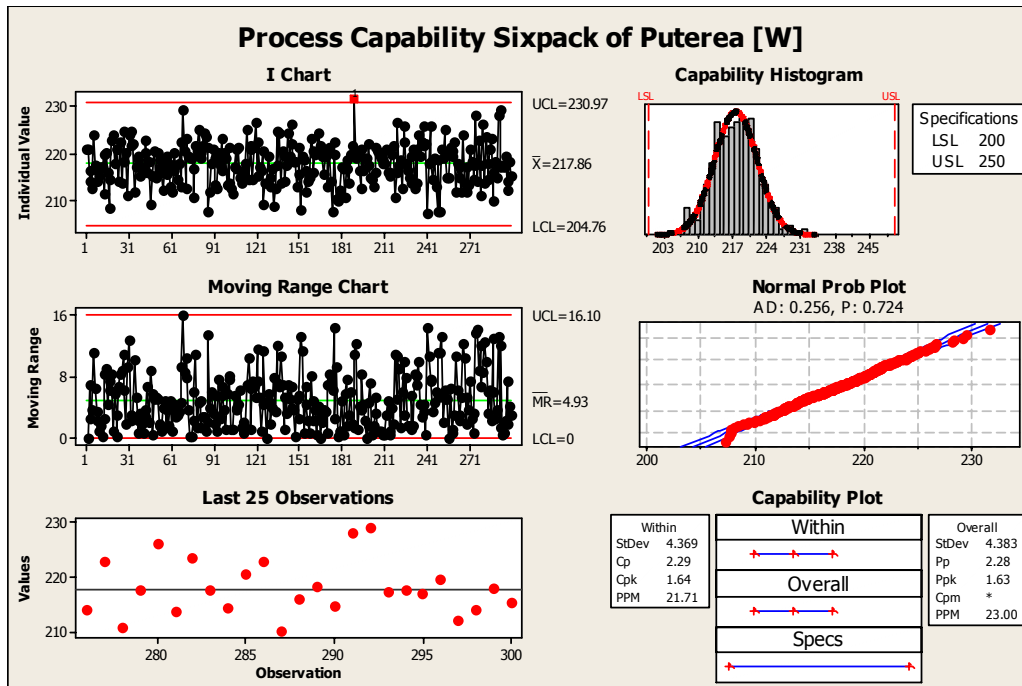 Process Capability Sixpack of Puterea [W]
I Chart
Individual Value
230
220
210
1 31 61 91 121 151 181 211 241 271
1
UCL=230.97
X=217.86
LCL=204.76
Capability Histogram
LSL USL
203 210 217 224 231 238 245
Specifications
LSL 200
USL 250
Moving Range Chart
Moving Range
16
8
0
1 31 61 91 121 151 181 211 241 271
UCL=16.10
MR=4.93
LCL=0
Normal Prob Plot
AD: 0.256, P: 0.724
200 210 220 230
Last 25 Observations
Values
230
220
210
280 285 290 295 300
Observation
Capability Plot
Within
StDev 4.369
Cp 2.29
Cpk 1.64
PPM 21.71
Within
Overall
Specs
Overall
StDev 4.383
Pp 2.28
Ppk 1.63
Cpm *
PPM 23.00